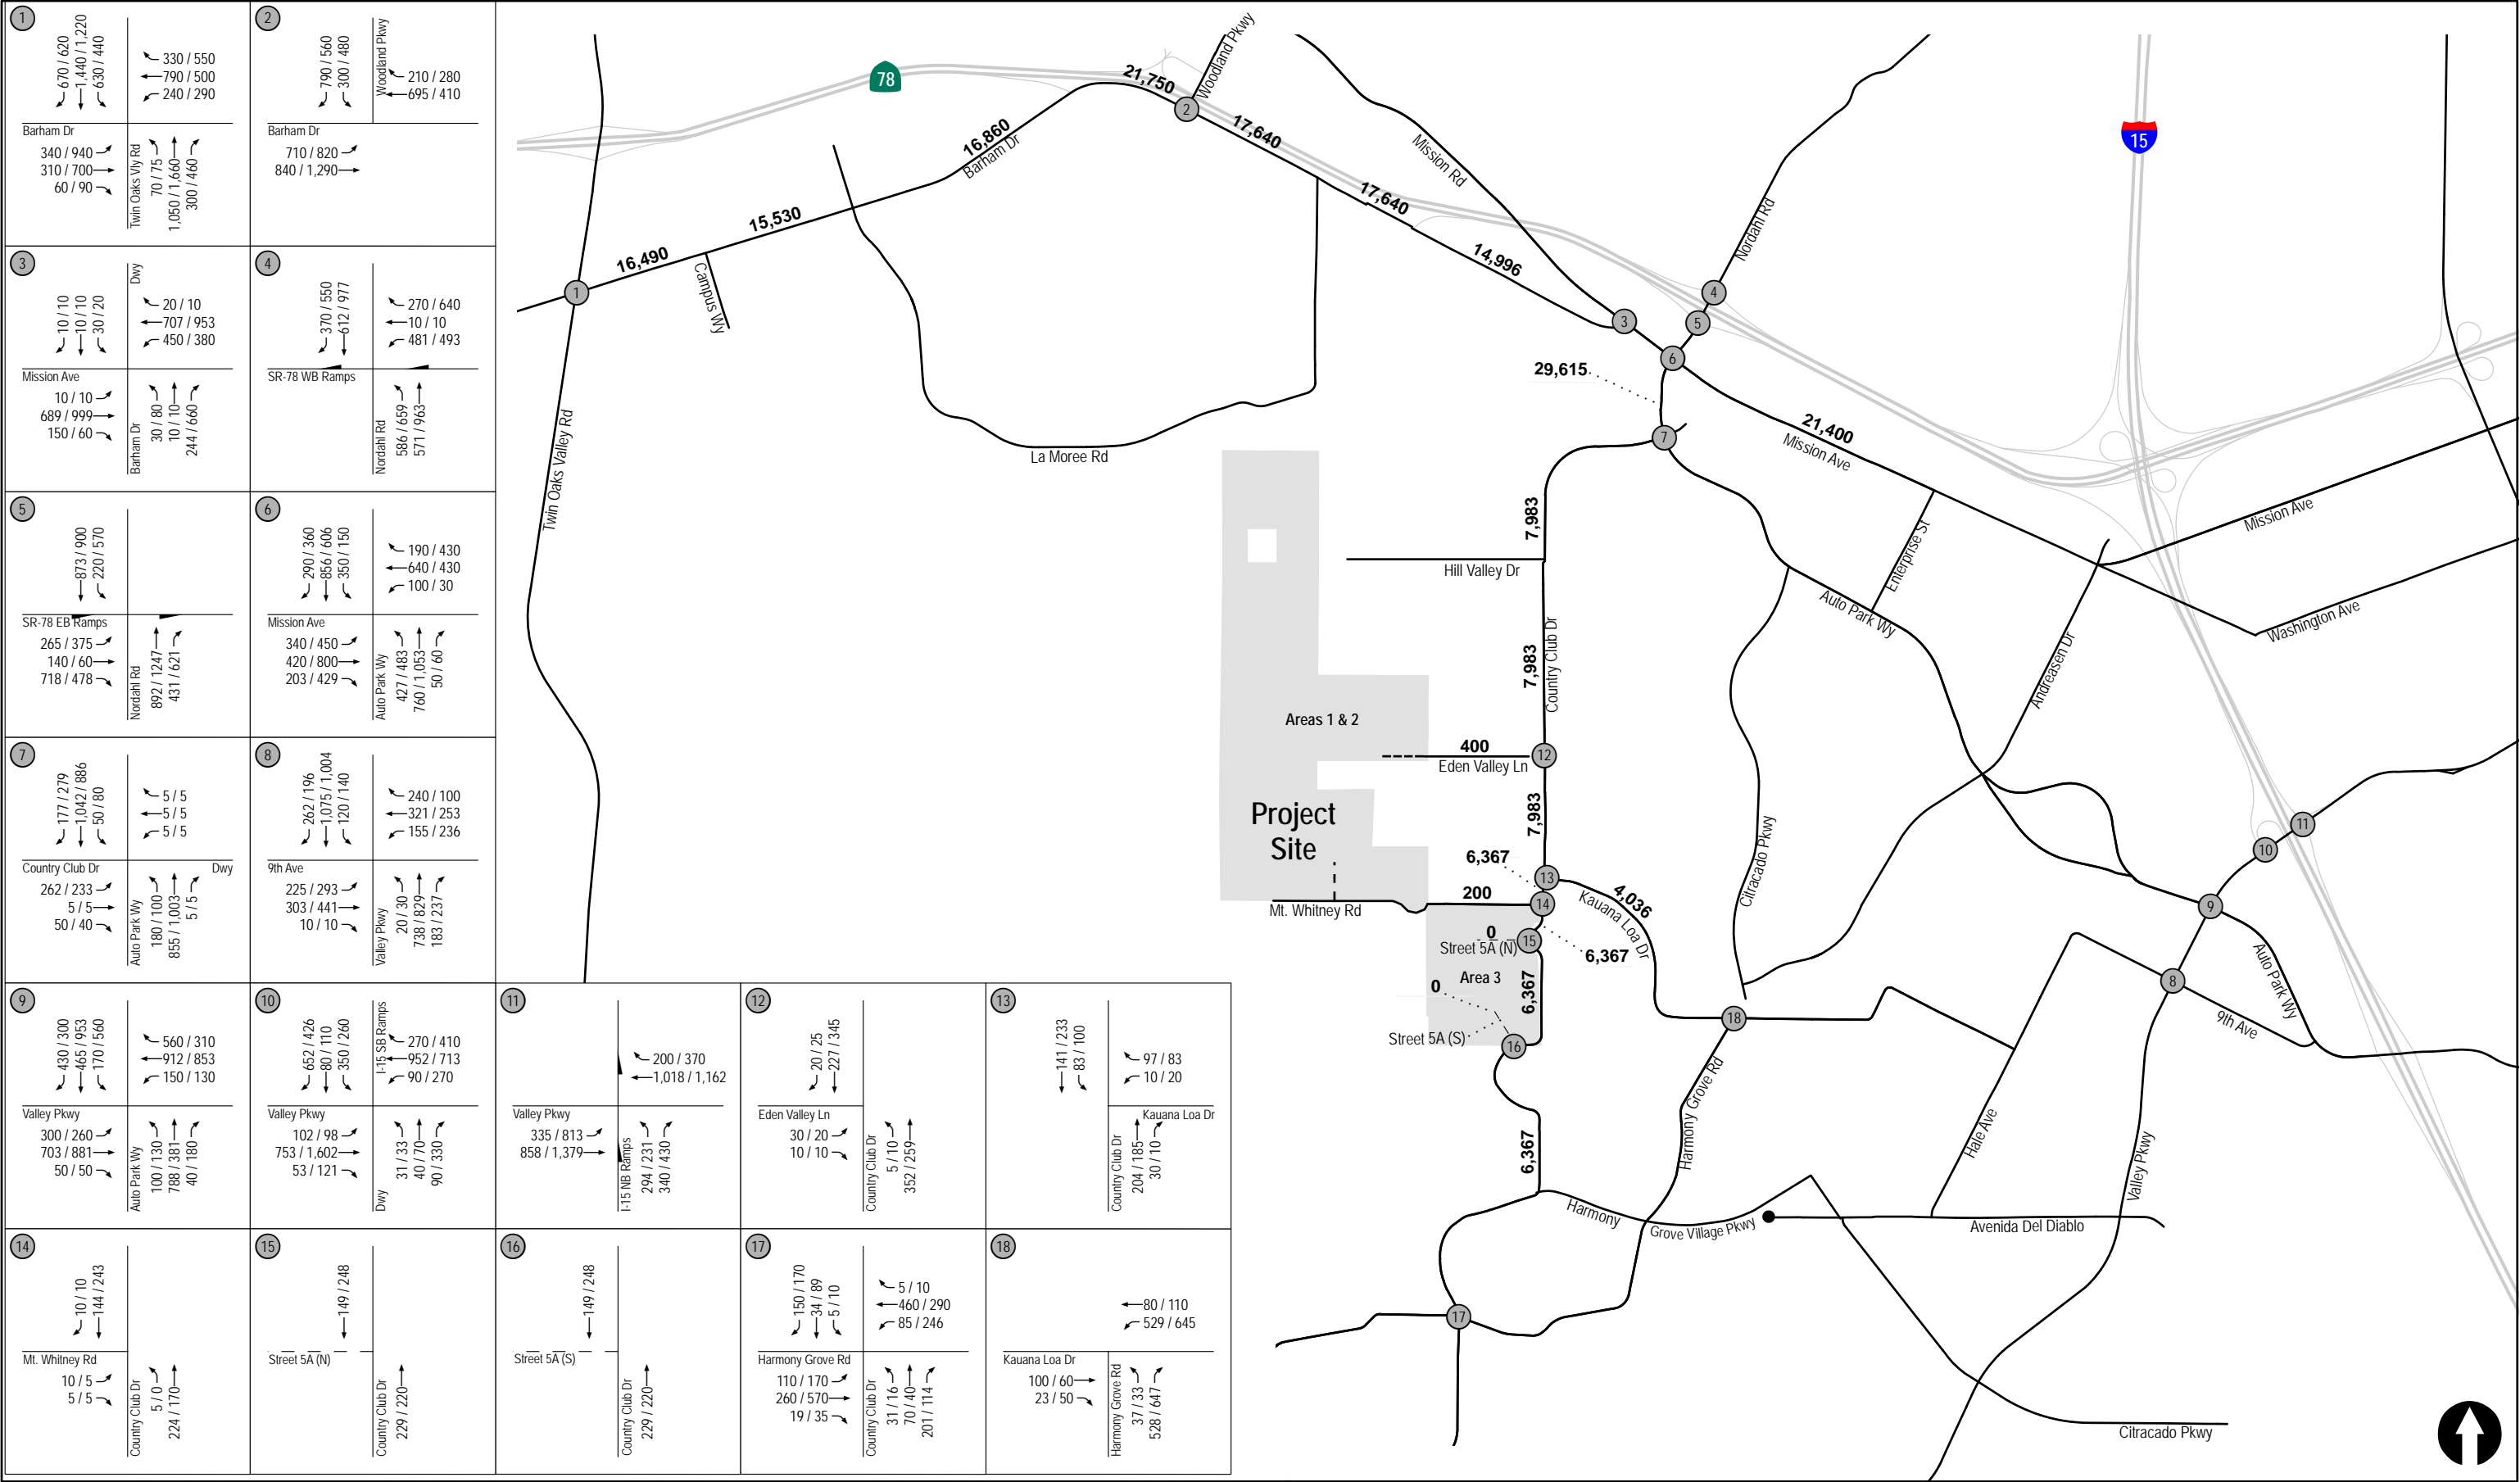 1
670 / 620
1,440 / 1,220
630 / 440
330 / 550
790 / 500
240 / 290
Barham Dr
340 / 940
310 / 700
60 / 90
Twin Oaks Vly Rd
70 / 75
1,050 / 1,660
300 / 460
2
790 / 560
300 / 480
Woodland Pkwy
210 / 280
695 / 410
Barham Dr
710 / 820
840 / 1,290
3
10 / 10
10 / 10
30 / 20
Dwy
20 / 10
707 / 953
450 / 380
Mission Ave
10 / 10
689 / 999
150 / 60
Barham Dr
30 / 80
10 / 10
244 / 660
4
370 / 550
612 / 977
270 / 640
10 / 10
481 / 493
SR-78 WB Ramps
Nordahl Rd
586 / 659
571 / 963
5
873 / 900
220 / 570
SR-78 EB Ramps
265 / 375
140 / 60
718 / 478
Nordahl Rd
892 / 1247
431 / 621
6
290 / 360
856 / 606
350 / 150
190 / 430
640 / 430
100 / 30
Mission Ave
340 / 450
420 / 800
203 / 429
Auto Park Wy
427 / 483
760 / 1,053
50 / 60
7
177 / 279
1,042 / 886
50 / 80
5 / 5
5 / 5
5 / 5
Country Club Dr
Dwy
262 / 233
5 / 5
50 / 40
Auto Park Wy
180 / 100
855 / 1,003
5 / 5
8
262 / 196
1,075 / 1,004
120 / 140
240 / 100
321 / 253
155 / 236
9th Ave
225 / 293
303 / 441
10 / 10
Valley Pkwy
20 / 30
738 / 829
183 / 237
9
430 / 300
465 / 953
170 / 560
560 / 310
912 / 853
150 / 130
Valley Pkwy
300 / 260
703 / 881
50 / 50
Auto Park Wy
100 / 130
788 / 381
40 / 180
10
652 / 426
80 / 110
350 / 260
I-15 SB Ramps
270 / 410
952 / 713
90 / 270
Valley Pkwy
102 / 98
753 / 1,602
53 / 121
Dwy
31 / 33
40 / 70
90 / 330
11
200 / 370
1,018 / 1,162
Valley Pkwy
335 / 813
858 / 1,379
I-15 NB Ramps
294 / 231
340 / 430
12
20 / 25
227 / 345
Eden Valley Ln
30 / 20
10 / 10
Country Club Dr
5 / 10
352 / 259
13
141 / 233
83 / 100
97 / 83
10 / 20
Kauana Loa Dr
Country Club Dr
204 / 185
30 / 10
14
10 / 10
144 / 243
Mt. Whitney Rd
10 / 5
5 / 5
Country Club Dr
5 / 0
224 / 170
15
149 / 248
Street 5A (N)
Country Club Dr
229 / 220
16
149 / 248
Street 5A (S)
Country Club Dr
229 / 220
17
150 / 170
34 / 89
5 / 10
5 / 10
460 / 290
85 / 246
Harmony Grove Rd
110 / 170
260 / 570
19 / 35
Country Club Dr
31 / 16
70 / 40
201 / 114
18
80 / 110
529 / 645
Kauana Loa Dr
100 / 60
23 / 50
Harmony Grove Rd
37 / 33
528 / 647
78
15
21,750
Woodland Pkwy
2
17,640
16,860
Barham Dr
Mission Rd
17,640
15,530
16,490
Campus Wy
1
14,996
Nordahl Rd
4
3
5
6
29,615
7
21,400
Mission Ave
La Moree Rd
Twin Oaks Valley Rd
7,983
Hill Valley Dr
Mission Ave
Enterprise St
Auto Park Wy
Washington Ave
Country Club Dr
7,983
Andreasen Dr
Areas 1 & 2
400
Eden Valley Ln
12
Project
Site
7,983
Citracado Pkwy
11
10
6,367
13
200
Mt. Whitney Rd
14
4,036
Kauana Loa Dr
9
0
Street 5A (N)
15
6,367
Area 3
0
6,367
Street 5A (S)
16
18
8
Auto Park Wy
9th Ave
Harmony Grove Rd
Hale Ave
Valley Pkwy
6,367
Harmony
Grove Village Pkwy
Avenida Del Diablo
17
Citracado Pkwy